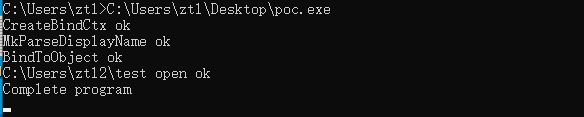 C:\Users\zt1>C:\Users\zt1\Desktop\poc.exe
CreateBindCtx ok
MkParseDisplayName ok
BindToObject ok
C:\Users\zt12\test open ok
Complete program